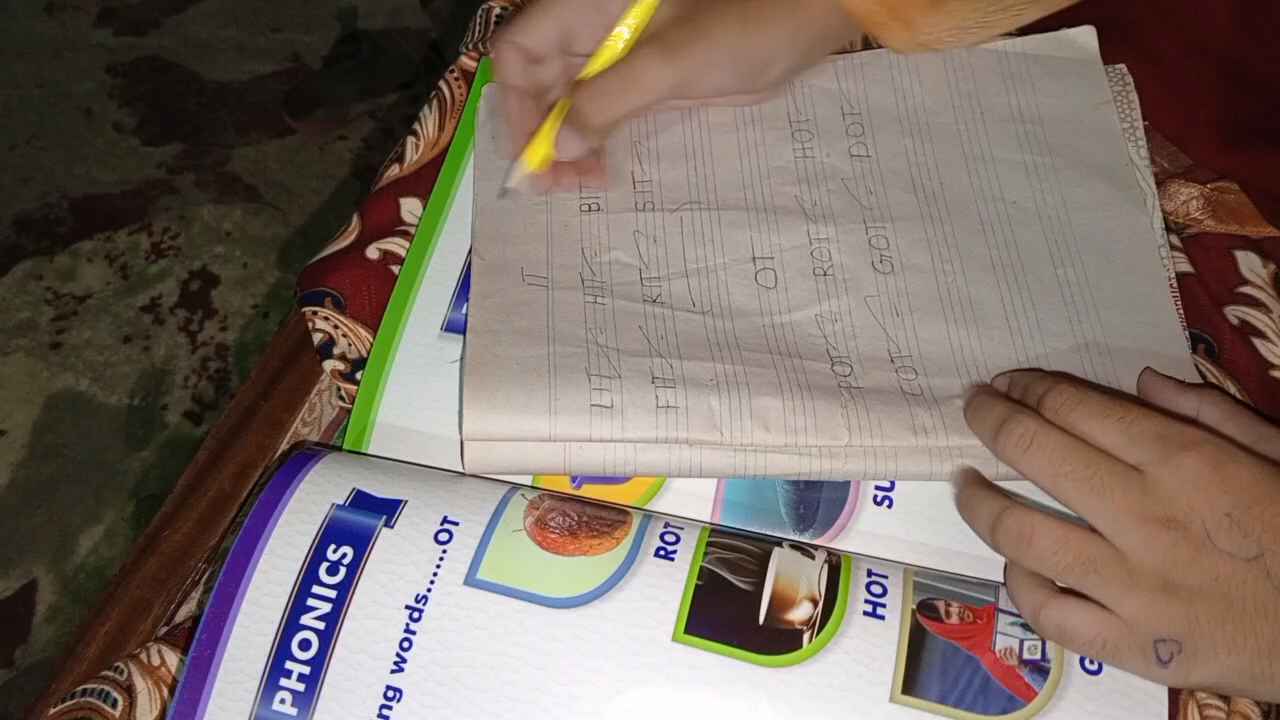 IT
LIT HIT BIT
FIT KIT SIT
OT
POT ROT HOT
COT GOT DOT
PHONICS
ng words......OT
ROT
HOT
G
SU